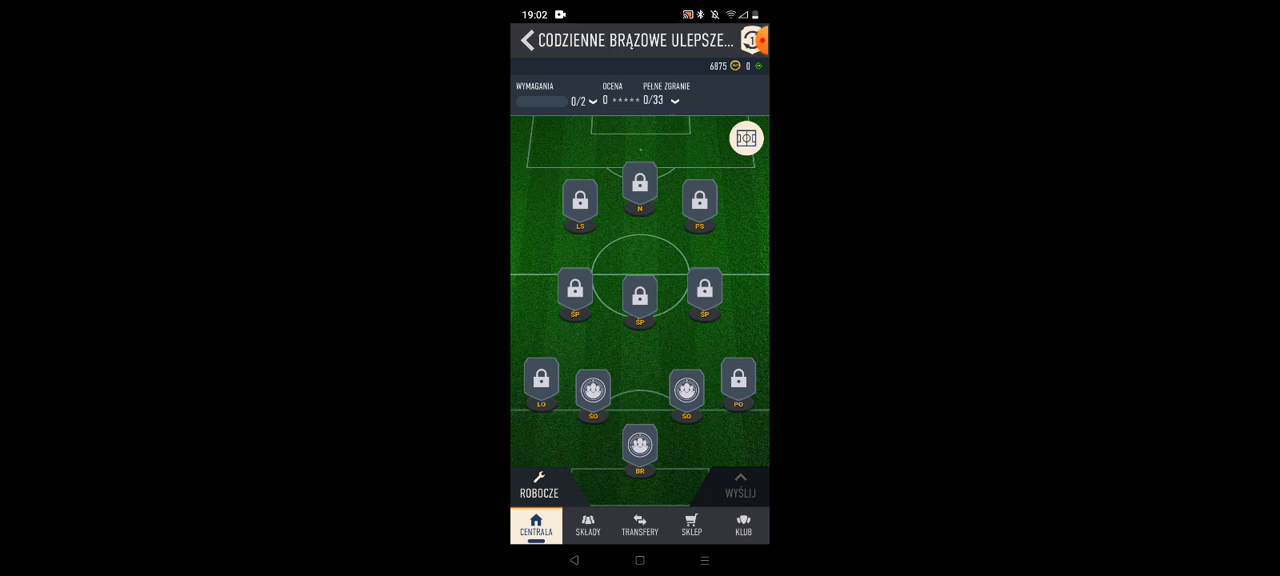 19:02
CODZIENNE BRĄZOWE ULEPSZE...
1
6875 0
WYMAGANIA OCENA PEŁNE ZGRANIE
0/2 0 0/33
N
LS PS
ŚP ŚP
ŚP
LO PO
ŚO ŚO
BR
ROBOCZE WYŚLIJ
CENTRALA SKŁADY TRANSFERY SKLEP KLUB